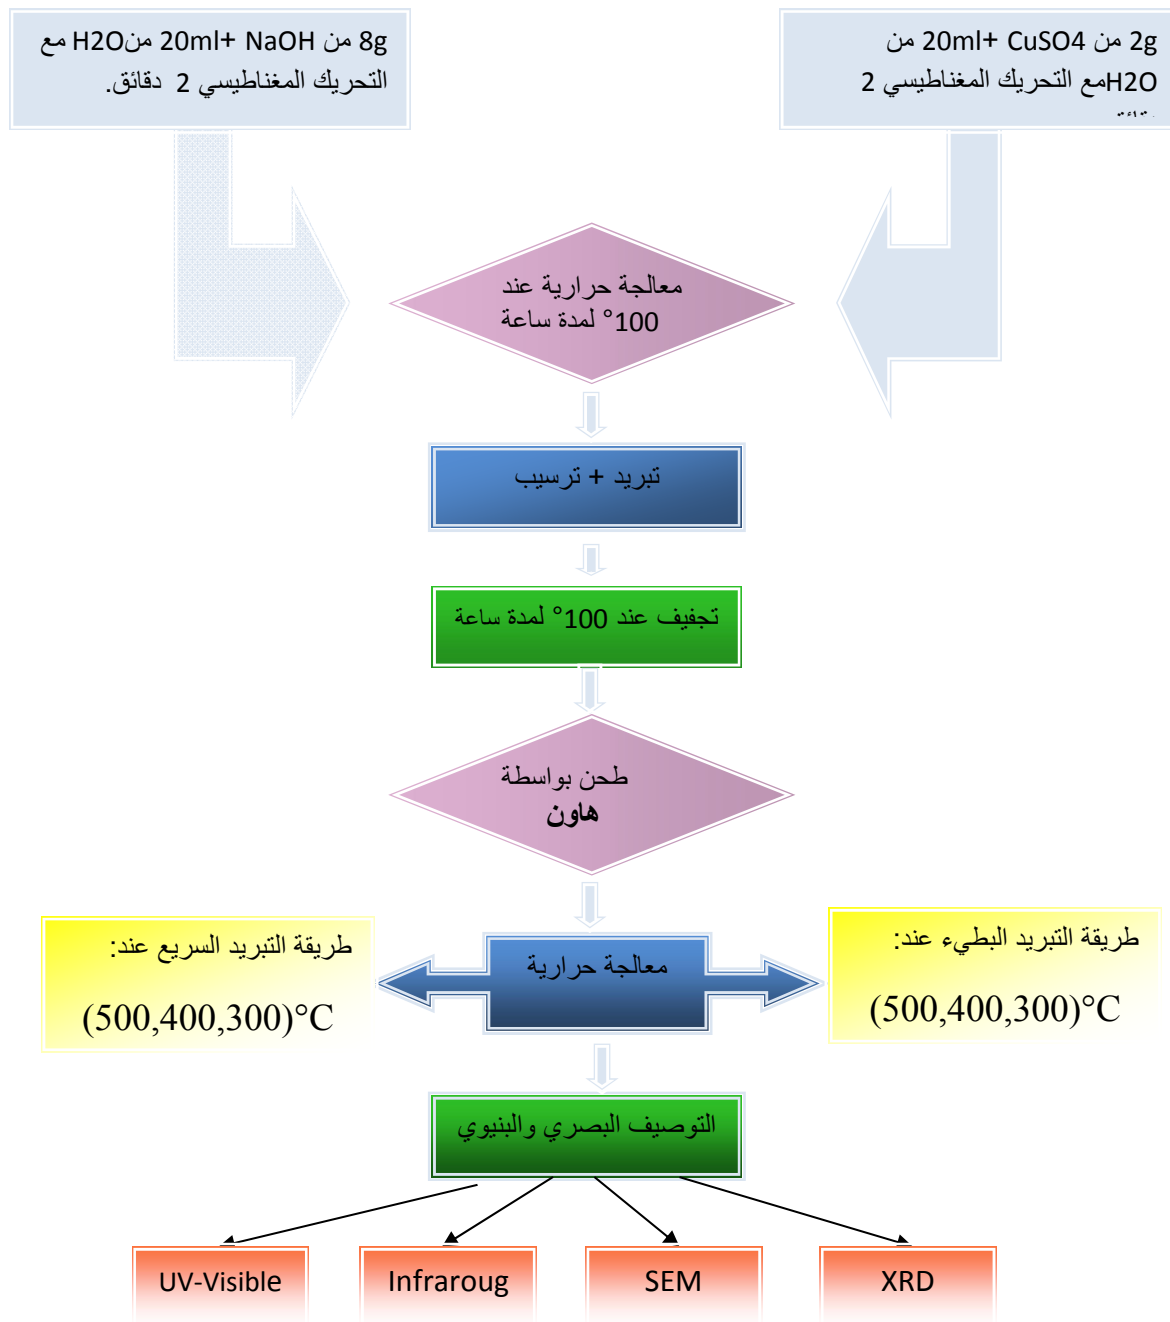 2g من 20ml+ CuSO4 من
H2Oمع التحريك المغناطيسي 2
8g من 20ml+ NaOH منH2O مع
التحريك المغناطيسي 2 دقائق.
معالجة حرارية عند
100° لمدة ساعة
تبريد + ترسيب
تجفيف عند 100° لمدة ساعة
طحن بواسطة
هاون
طريقة التبريد البطيء عند:
(500,400,300)°C
معالجة حرارية
طريقة التبريد السريع عند:
(500,400,300)°C
التوصيف البصري والبنيوي
UV-Visible
Infraroug
SEM
XRD